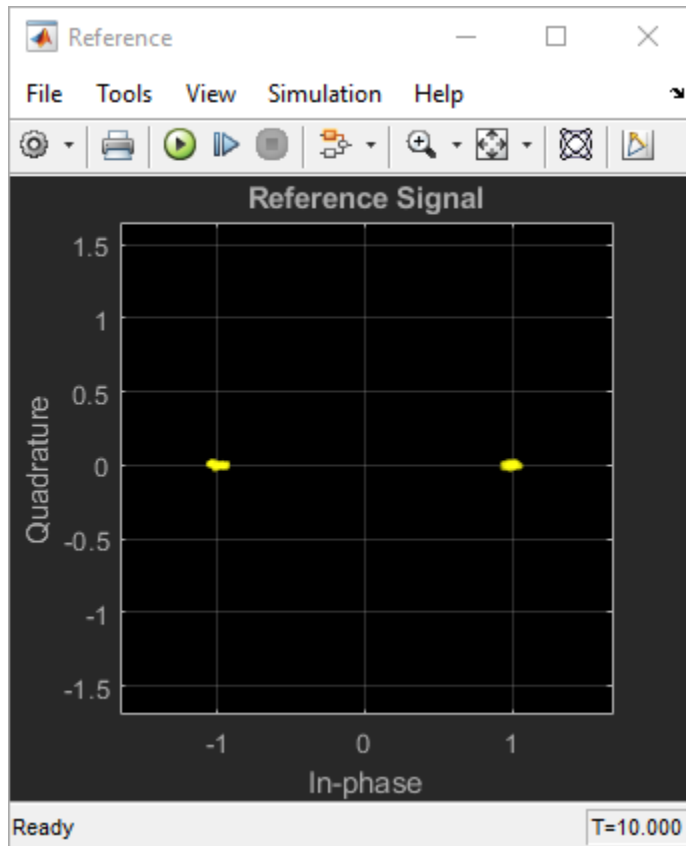 Reference
File Tools View Simulation Help
Reference Signal
1.5
1
0.5
0
-0.5
-1
-1.5
Quadrature
-1 0 1
In-phase
Ready T=10.000